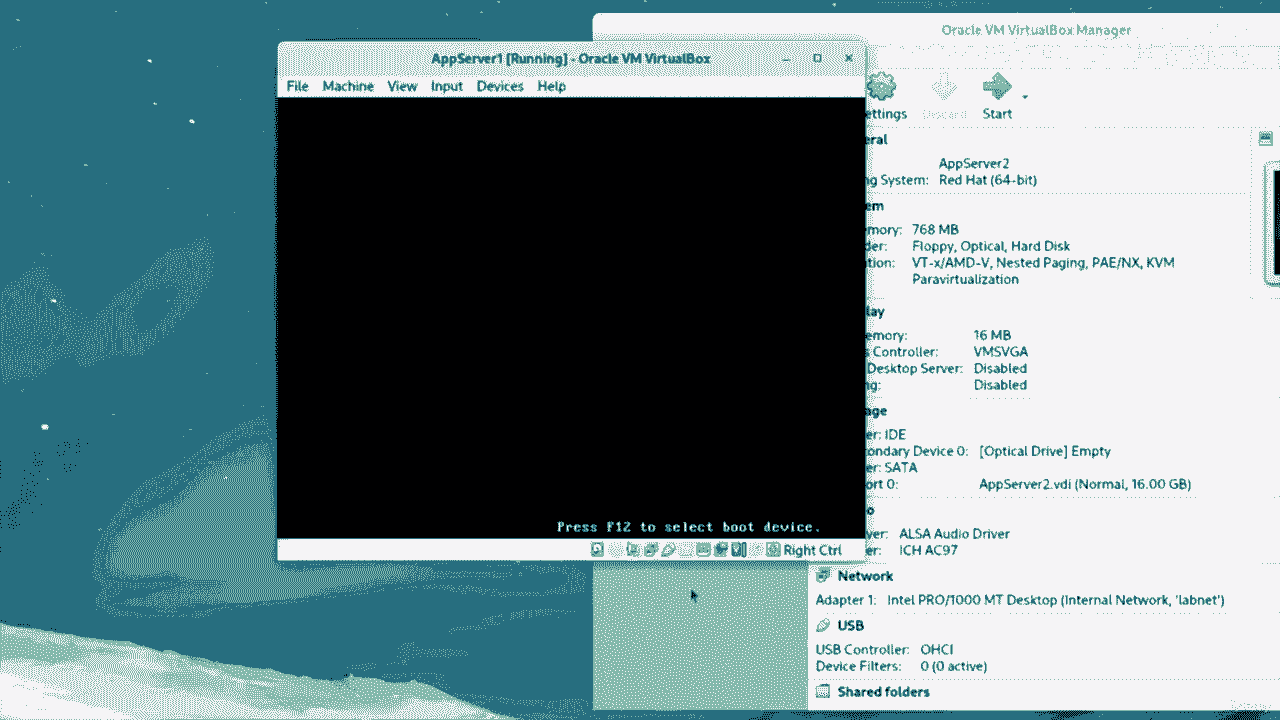 Oracle VM VirtualBox Manager
AppServer1 [Running] - Oracle VM VirtualBox
File Machine View Input Devices Help
ettings Discard Start
eral
AppServer2
ng System: Red Hat (64-bit)
em
emory: 768 MB
der: Floppy, Optical, Hard Disk
tion: VT-x/AMD-V, Nested Paging, PAE/NX, KVM
Paravirtualization
lay
emory: 16 MB
s Controller: VMSVGA
Desktop Server: Disabled
ng: Disabled
age
er: IDE
ondary Device 0: [Optical Drive] Empty
er: SATA
ort 0: AppServer2.vdi (Normal, 16.00 GB)
o
ver: ALSA Audio Driver
er: ICH AC97
Press F12 to select boot device.
Right Ctrl
Network
Adapter 1: Intel PRO/1000 MT Desktop (Internal Network, 'labnet')
USB
USB Controller: OHCI
Device Filters: 0 (0 active)
Shared folders